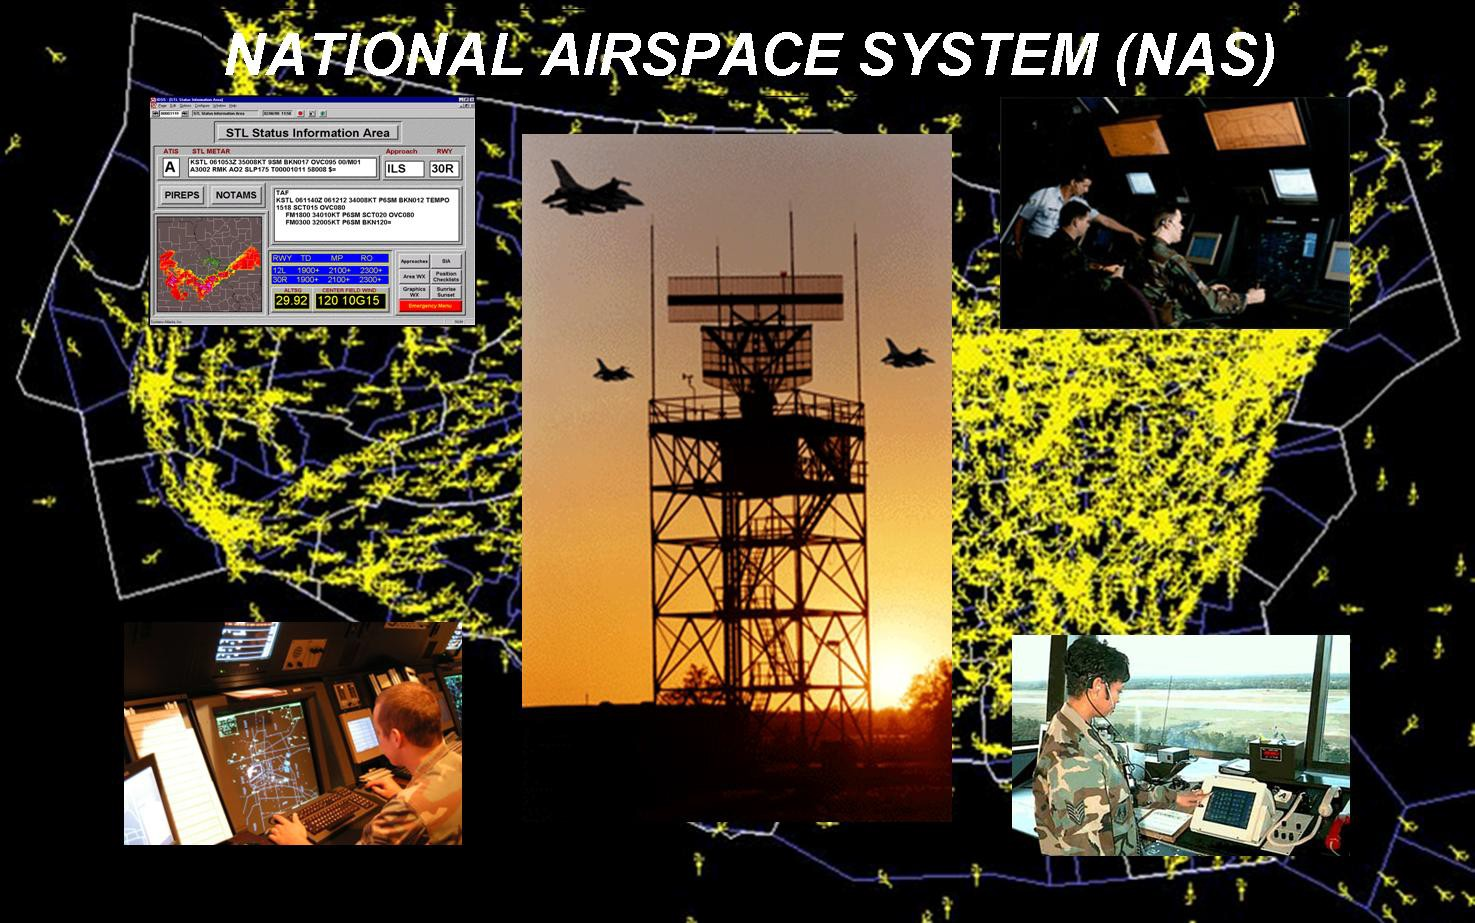 NATIONAL AIRSPACE SYSTEM (NAS)
STL Status Information Area
ATIS STL METAR Approach RWY
A
KSTL 061053Z 35008KT 9SM BKN017 OVC095 00/M01
A3002 RMK AO2 SLP175 T00001011 58008 $=
ILS 30R
PIREPS NOTAMS
TAF
KSTL 061140Z 061212 34008KT P6SM BKN012 TEMPO
1518 SCT015 OVC080
FM1800 34010KT P6SM SCT020 OVC080
FM0300 32005KT P6SM BKN120=
RWY TD MP RO
12L 1900+ 2100+ 2300+
30R 1900+ 2100+ 2300+
ALTSG CENTER FIELD WIND
29.92 120 10G15
Approaches SIA
Area WX Position Checklists
Graphics WX Sunrise Sunset
Emergency Menu